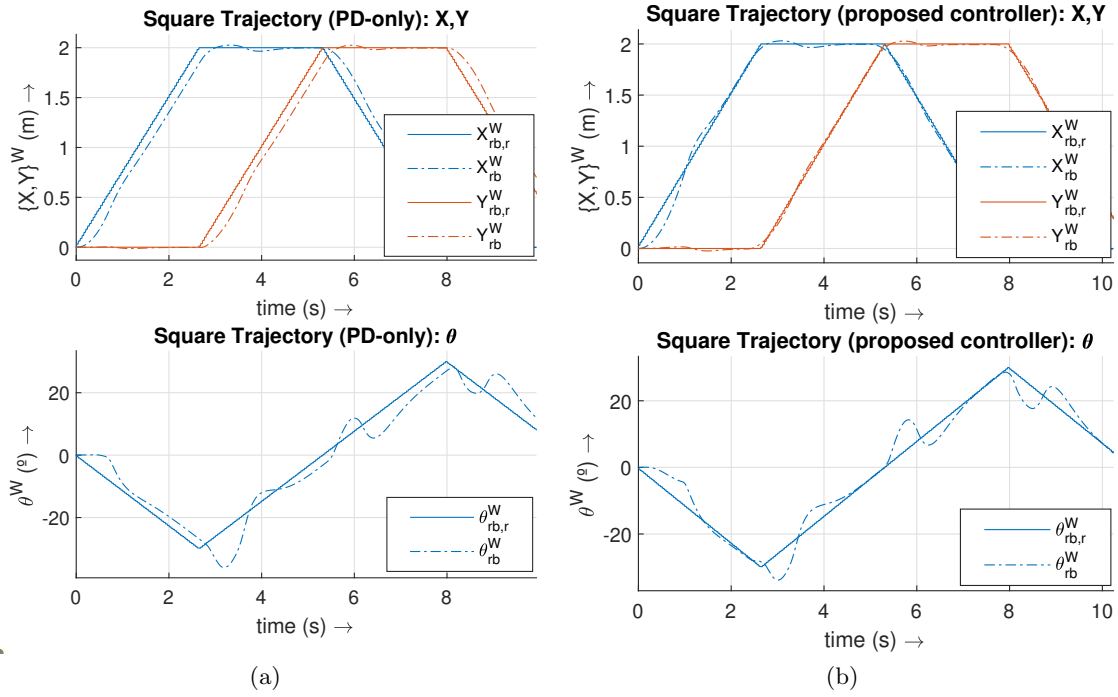 Square Trajectory (PD-only): X,Y
2
1.5
1
0.5
0
{X,Y}^W (m) →
X^W_rb,r
X^W_rb
Y^W_rb,r
Y^W_rb
0 2 4 6 8
time (s) →
Square Trajectory (PD-only): θ
20
0
-20
θ^W (º) →
θ^W_rb,r
θ^W_rb
0 2 4 6 8
time (s) →
(a)
Square Trajectory (proposed controller): X,Y
2
1.5
1
0.5
0
{X,Y}^W (m) →
X^W_rb,r
X^W_rb
Y^W_rb,r
Y^W_rb
0 2 4 6 8 10
time (s) →
Square Trajectory (proposed controller): θ
20
0
-20
θ^W (º) →
θ^W_rb,r
θ^W_rb
0 2 4 6 8 10
time (s) →
(b)